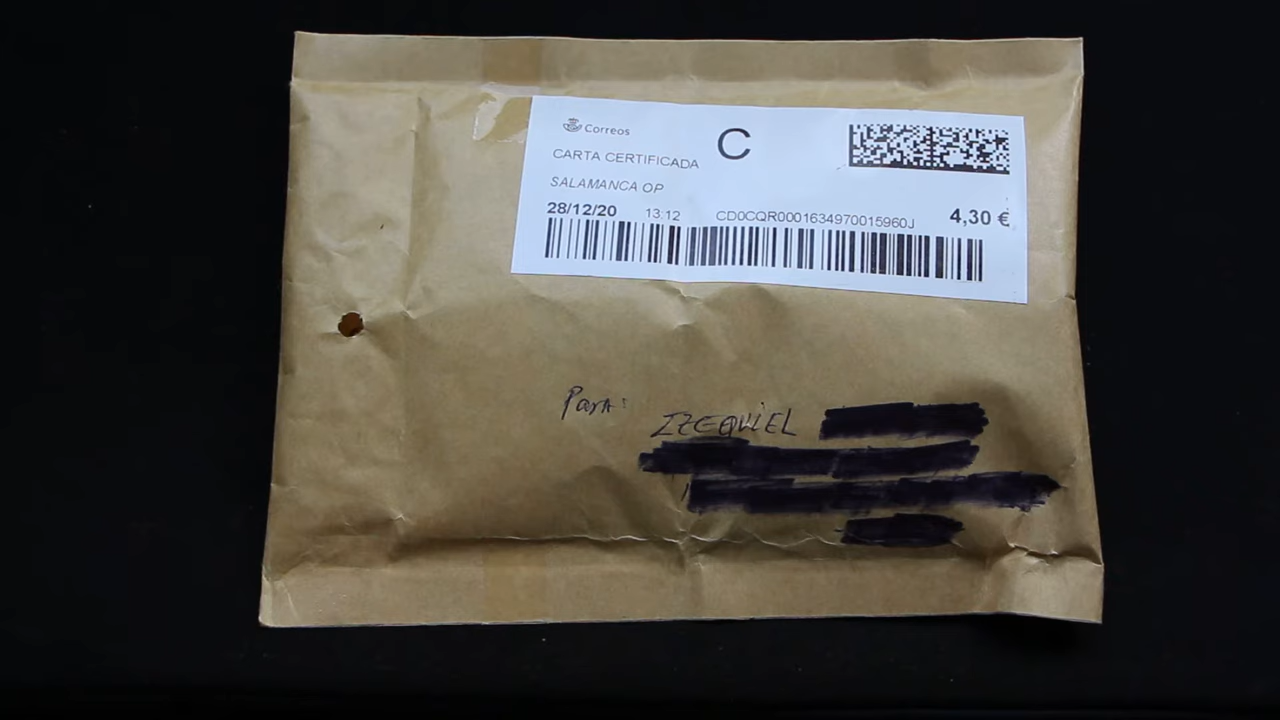 Correos
C
CARTA CERTIFICADA
SALAMANCA OP
28/12/20 13:12 CD0CQR0001634970015960J 4,30 €
Para:
IZEQUIEL